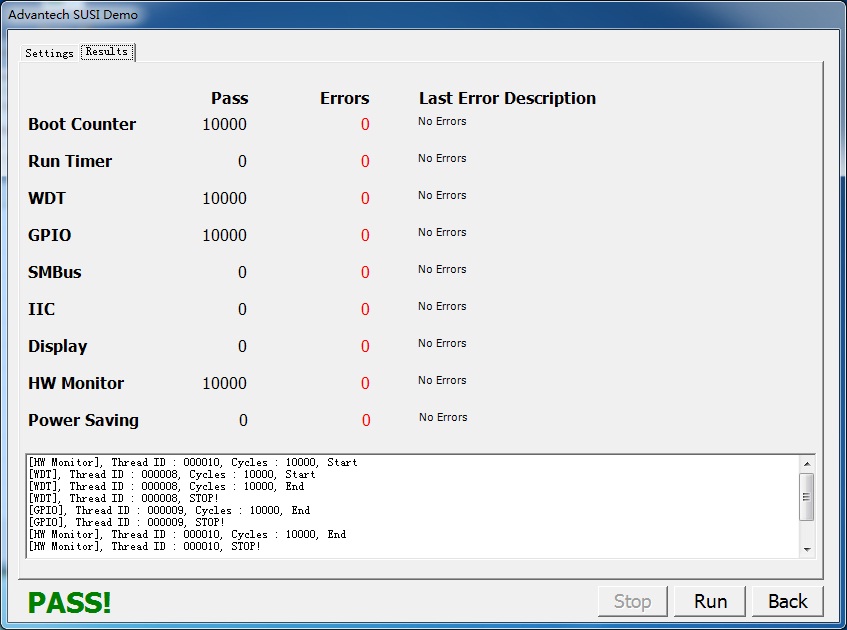 Advantech SUSI Demo
Settings Results
Pass Errors Last Error Description
Boot Counter 10000 0 No Errors
Run Timer 0 0 No Errors
WDT 10000 0 No Errors
GPIO 10000 0 No Errors
SMBus 0 0 No Errors
IIC 0 0 No Errors
Display 0 0 No Errors
HW Monitor 10000 0 No Errors
Power Saving 0 0 No Errors
[HW Monitor], Thread ID : 000010, Cycles : 10000, Start
[WDT], Thread ID : 000008, Cycles : 10000, Start
[WDT], Thread ID : 000008, Cycles : 10000, End
[WDT], Thread ID : 000008, STOP!
[GPIO], Thread ID : 000009, Cycles : 10000, End
[GPIO], Thread ID : 000009, STOP!
[HW Monitor], Thread ID : 000010, Cycles : 10000, End
[HW Monitor], Thread ID : 000010, STOP!
PASS! Stop Run Back